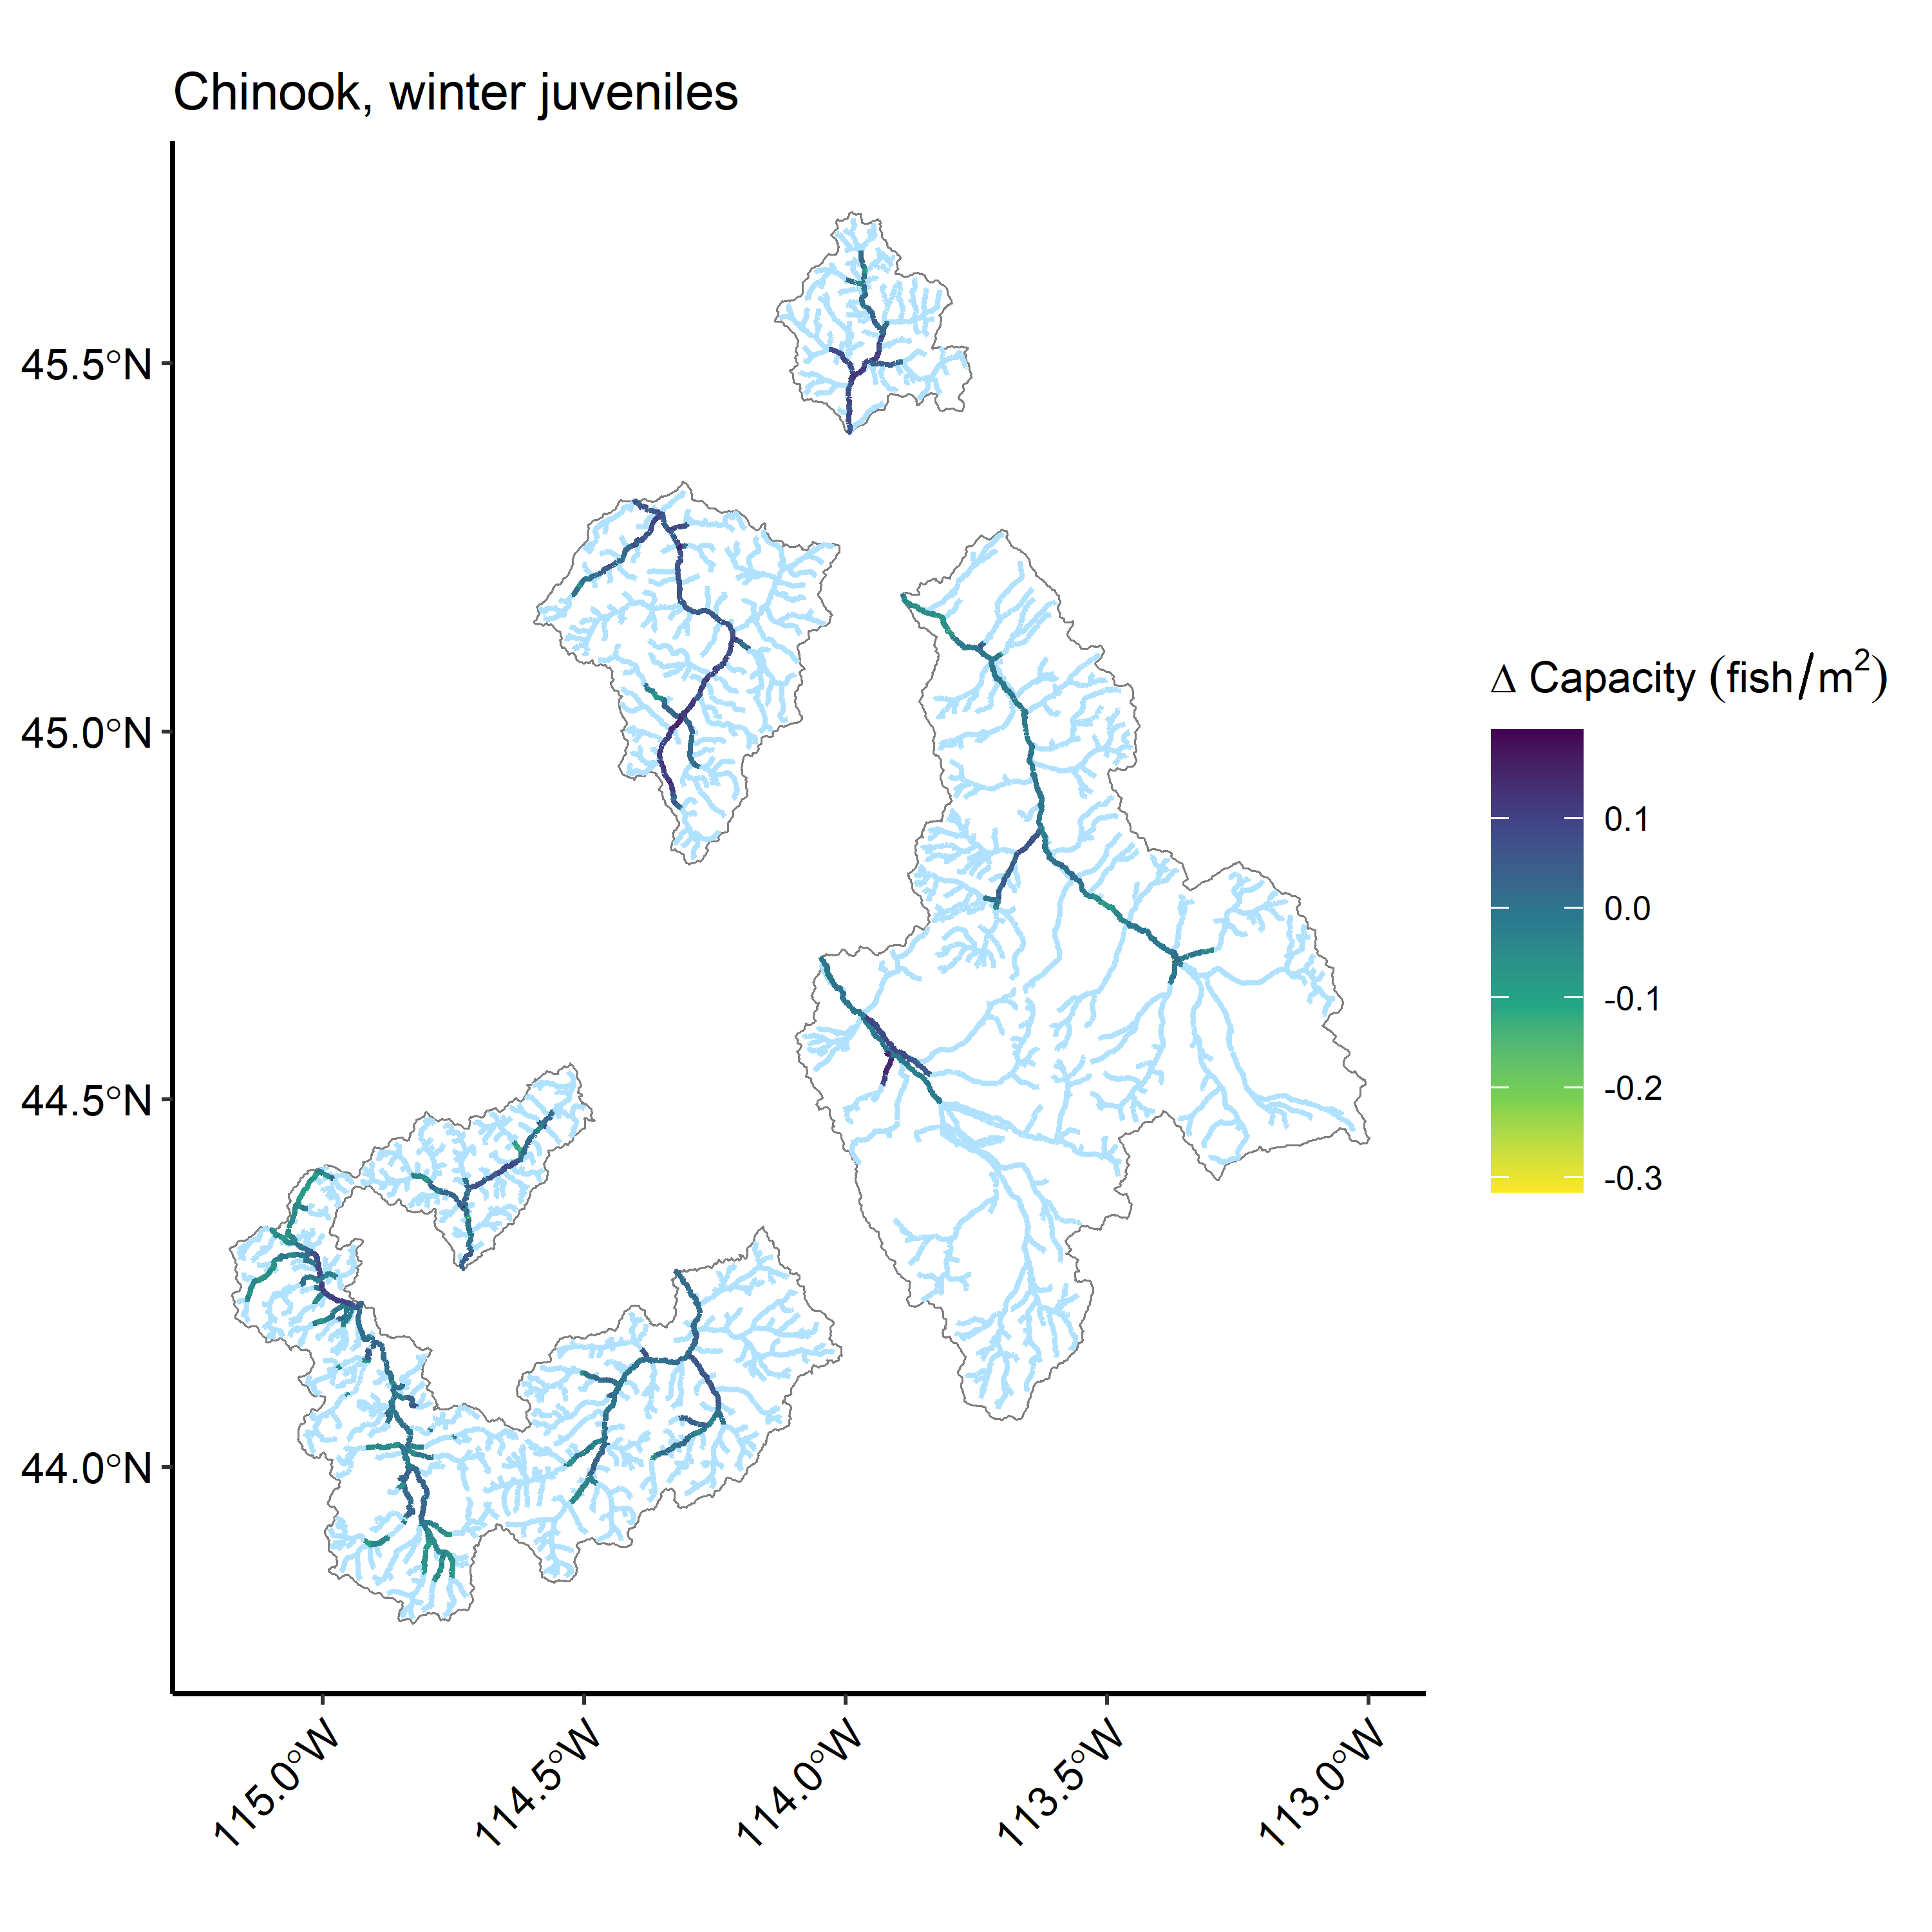 Chinook, winter juveniles
45.5°N
45.0°N
44.5°N
44.0°N
115.0°W
114.5°W
114.0°W
113.5°W
113.0°W
Δ Capacity (fish/m²)
0.1
0.0
-0.1
-0.2
-0.3